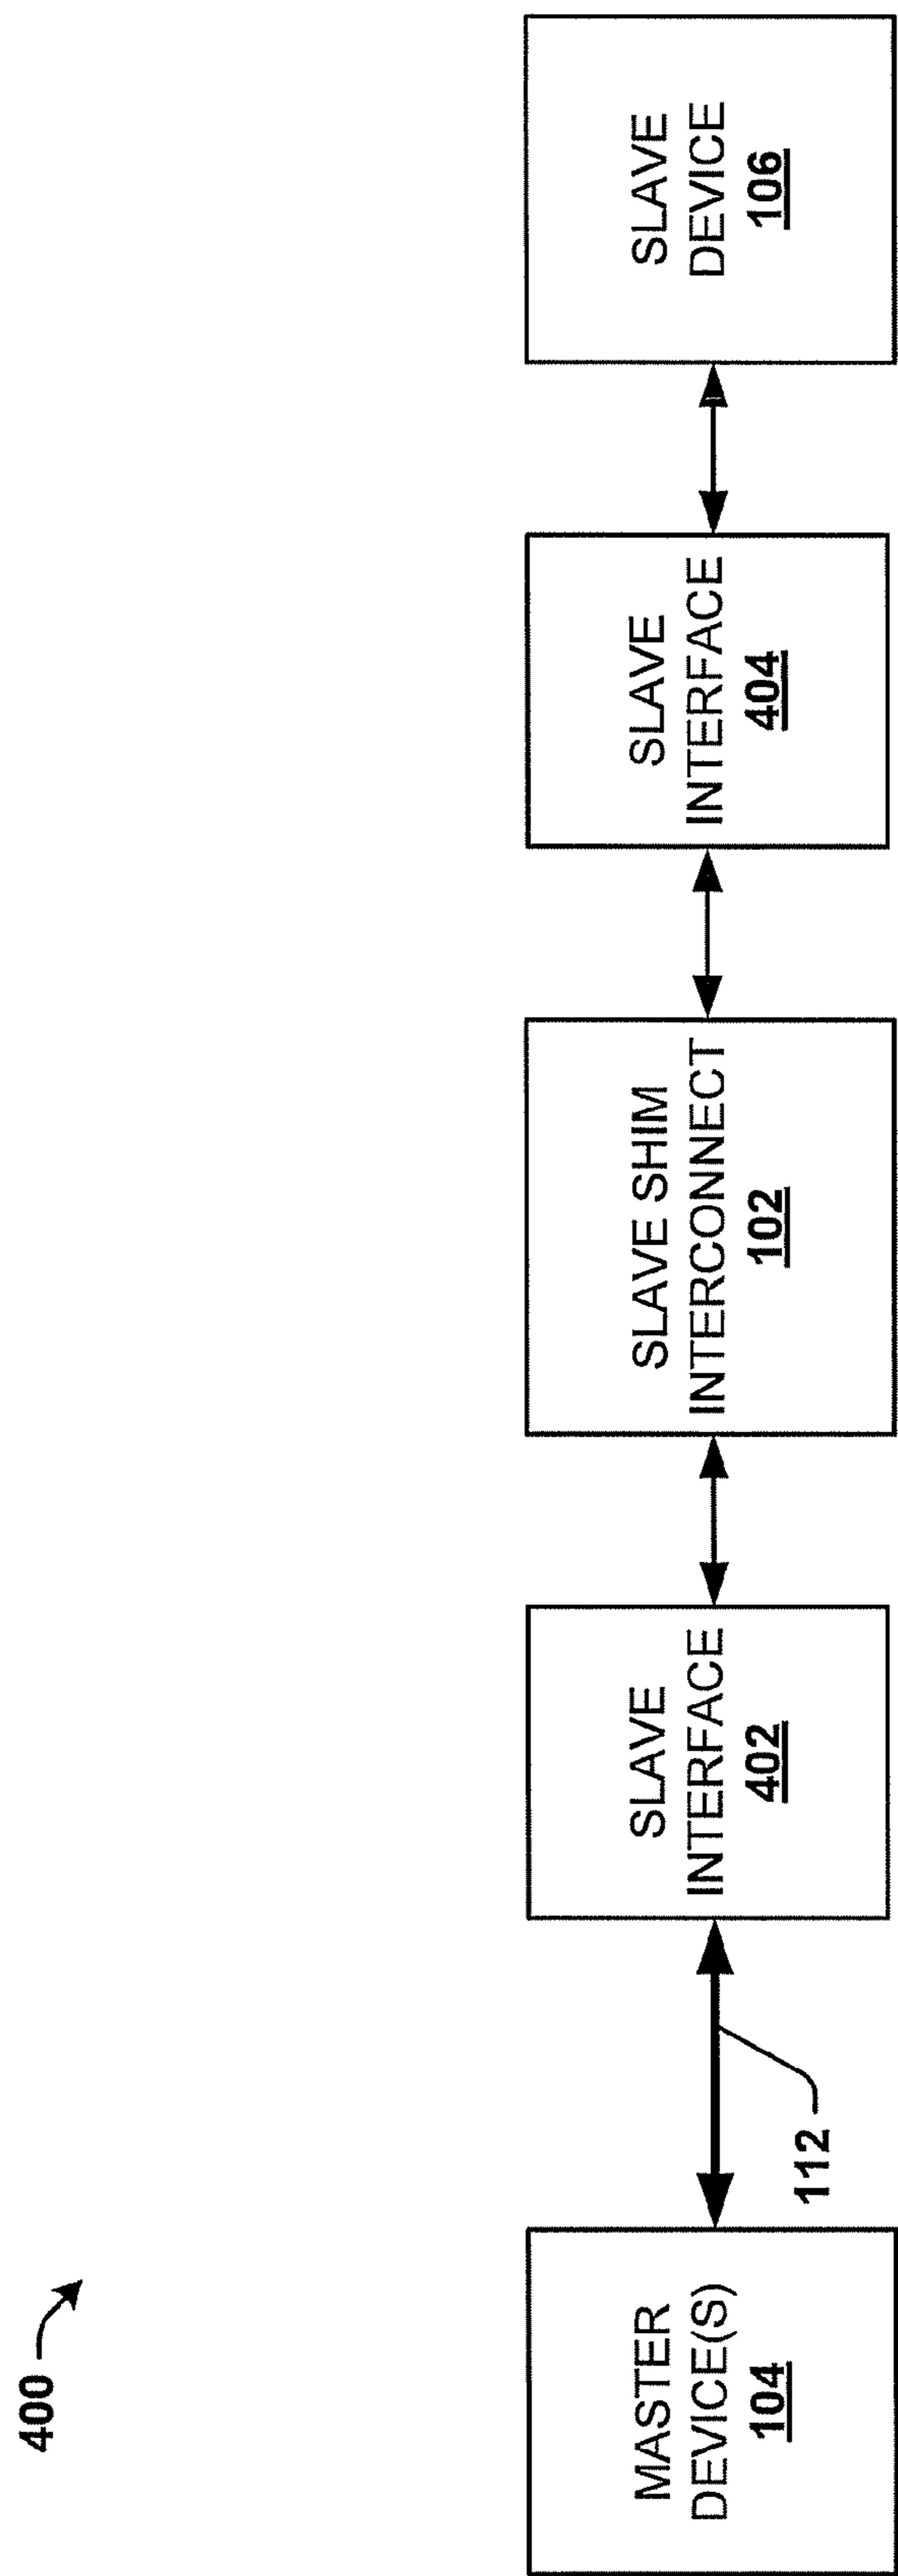 400
MASTER
DEVICE(S)
104
112
SLAVE
INTERFACE
402
SLAVE SHIM
INTERCONNECT
102
SLAVE
INTERFACE
404
SLAVE
DEVICE
106